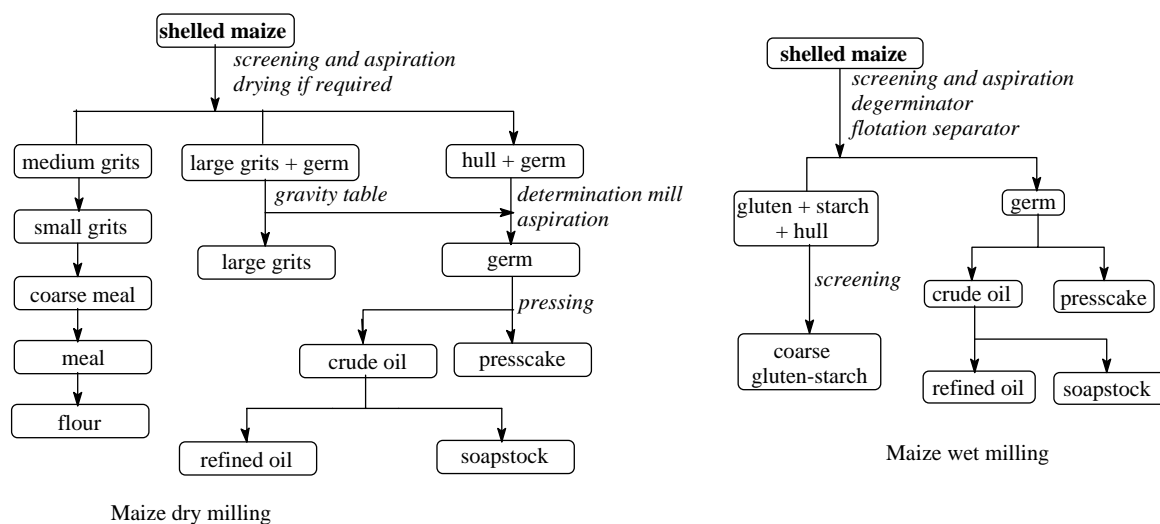 shelled maize
screening and aspiration
drying if required
medium grits
large grits + germ
hull + germ
gravity table
determination mill
aspiration
small grits
large grits
germ
coarse meal
pressing
meal
crude oil
presscake
flour
refined oil
soapstock
Maize dry milling
shelled maize
screening and aspiration
degerminator
flotation separator
gluten + starch
+ hull
germ
screening
crude oil
presscake
coarse
gluten-starch
refined oil
soapstock
Maize wet milling